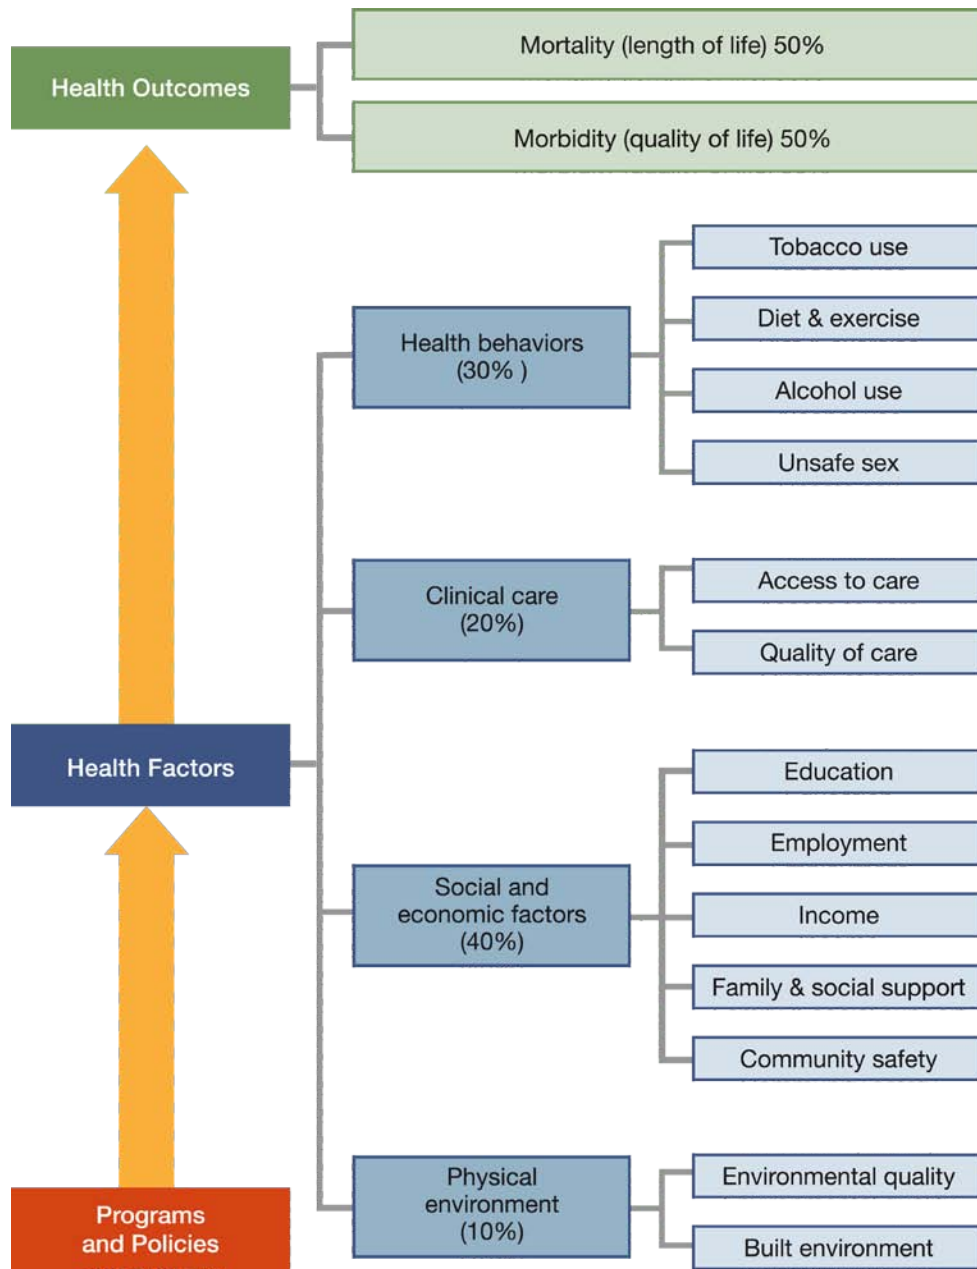 Health Outcomes
Mortality (length of life) 50%
Morbidity (quality of life) 50%
Health Factors
Health behaviors
(30% )
Tobacco use
Diet & exercise
Alcohol use
Unsafe sex
Clinical care
(20%)
Access to care
Quality of care
Social and
economic factors
(40%)
Education
Employment
Income
Family & social support
Community safety
Physical
environment
(10%)
Environmental quality
Built environment
Programs
and Policies